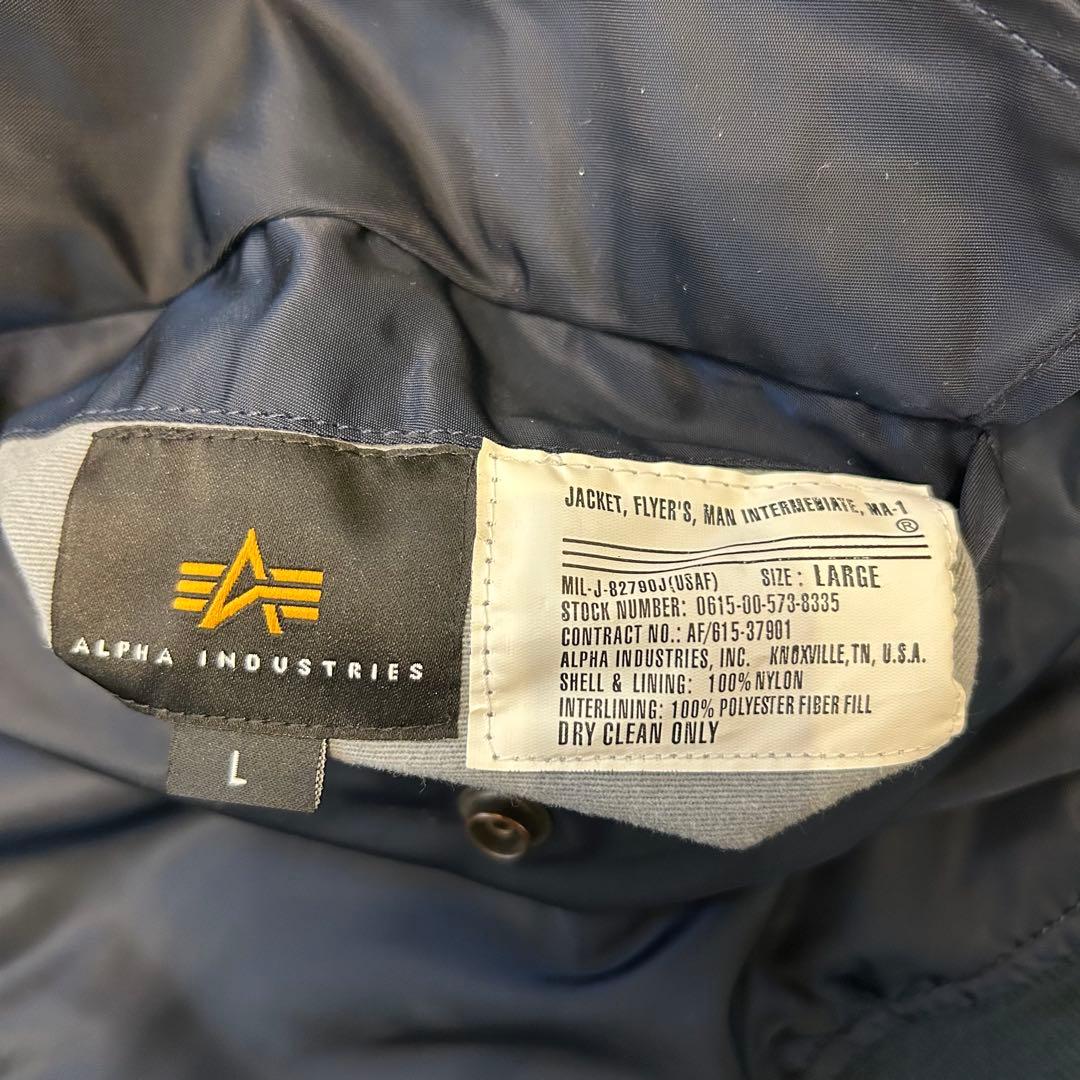 ALPHA INDUSTRIES
L
JACKET, FLYER'S, MAN INTERMEDIATE, MA-1
®
MIL-J-82790J(USAF) SIZE: LARGE
STOCK NUMBER: 0615-00-573-8335
CONTRACT NO.: AF/615-37901
ALPHA INDUSTRIES, INC. KNOXVILLE, TN, U.S.A.
SHELL & LINING: 100% NYLON
INTERLINING: 100% POLYESTER FIBER FILL
DRY CLEAN ONLY